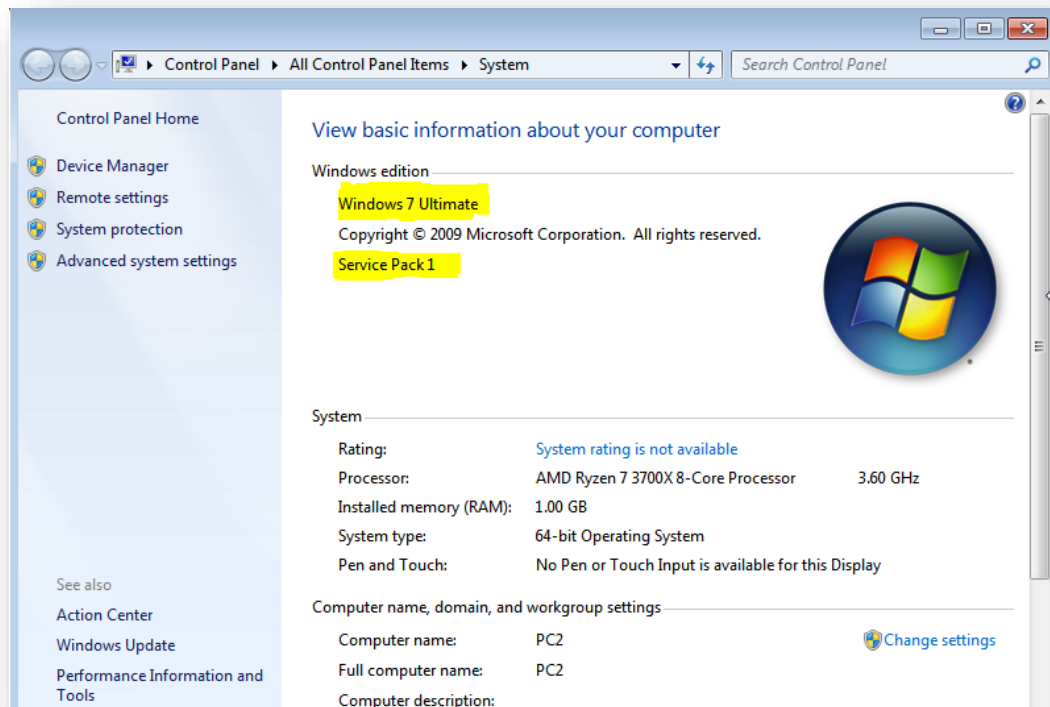 Control Panel ▸ All Control Panel Items ▸ System
Search Control Panel
Control Panel Home
Device Manager
Remote settings
System protection
Advanced system settings
See also
Action Center
Windows Update
Performance Information and
Tools
View basic information about your computer
Windows edition
Windows 7 Ultimate
Copyright © 2009 Microsoft Corporation. All rights reserved.
Service Pack 1
System
Rating: System rating is not available
Processor: AMD Ryzen 7 3700X 8-Core Processor 3.60 GHz
Installed memory (RAM): 1.00 GB
System type: 64-bit Operating System
Pen and Touch: No Pen or Touch Input is available for this Display
Computer name, domain, and workgroup settings
Computer name: PC2 Change settings
Full computer name: PC2
Computer description: